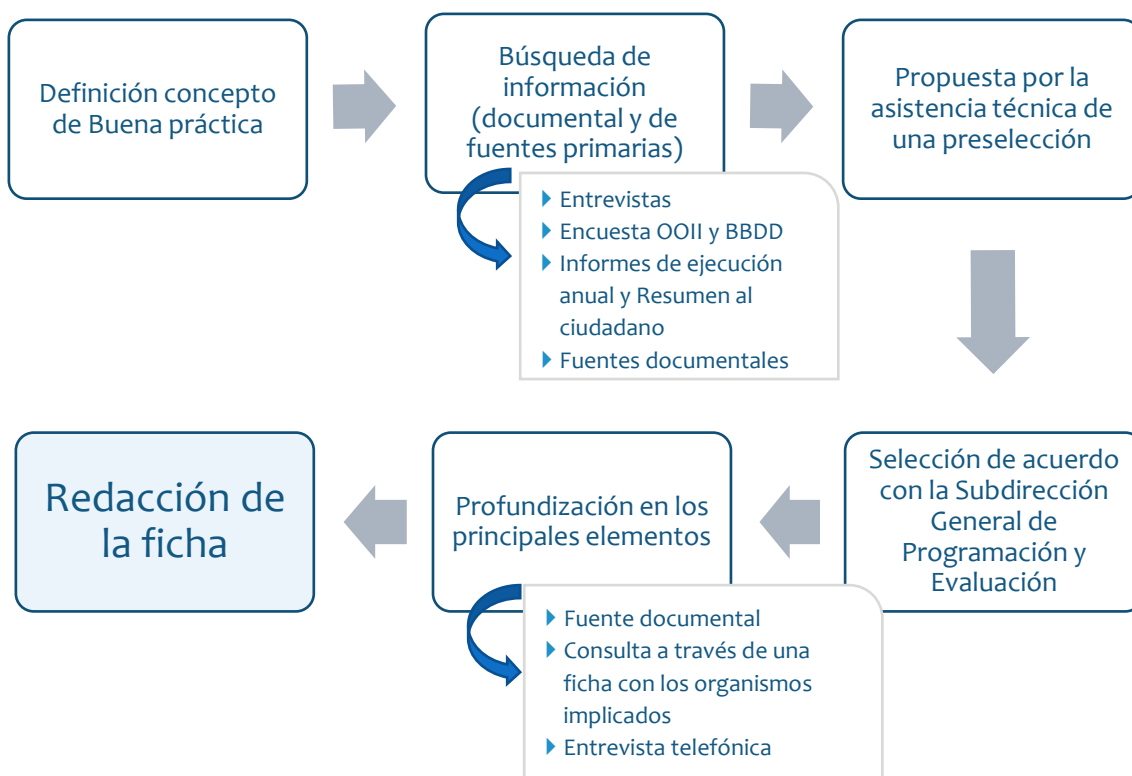 Definición concepto
de Buena práctica
Búsqueda de
información
(documental y de
fuentes primarias)
Entrevistas
Encuesta OOII y BBDD
Informes de ejecución
anual y Resumen al
ciudadano
Fuentes documentales
Propuesta por la
asistencia técnica de
una preselección
Selección de acuerdo
con la Subdirección
General de
Programación y
Evaluación
Profundización en los
principales elementos
Fuente documental
Consulta a través de una
ficha con los organismos
implicados
Entrevista telefónica
Redacción de
la ficha